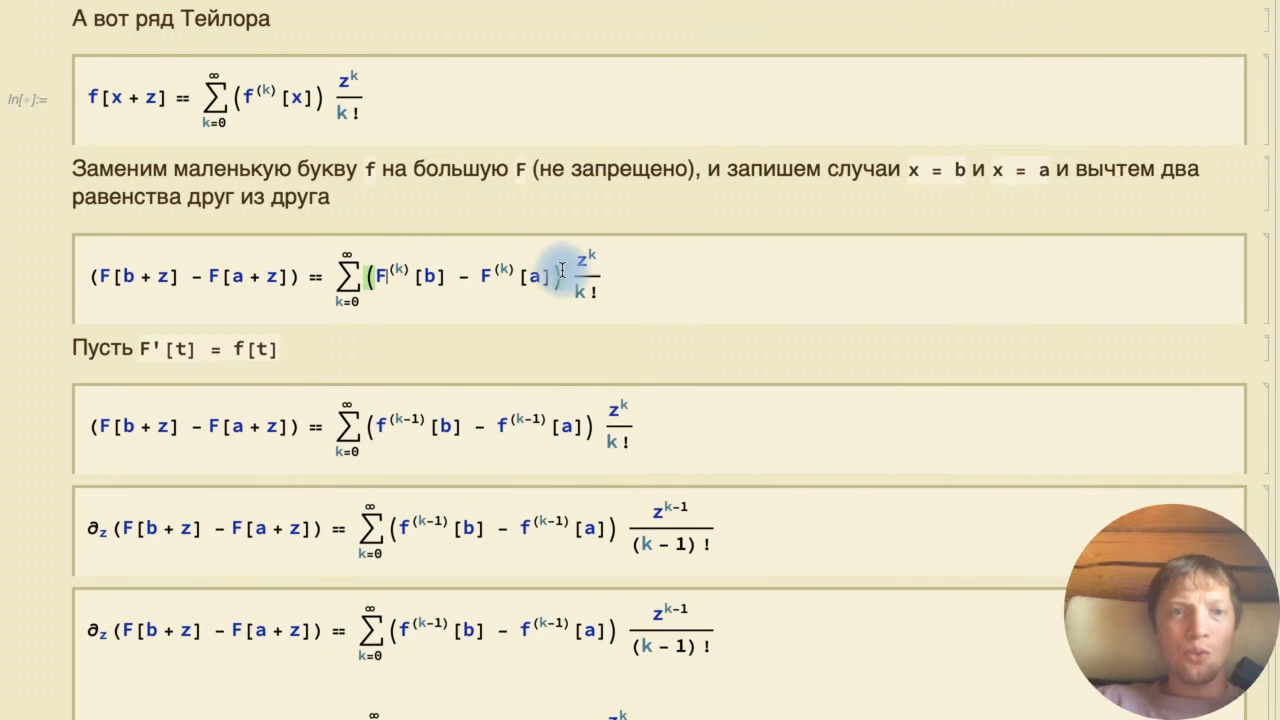 А вот ряд Тейлора
In[◦]:= f[x + z] == ∑_{k=0}^{∞} (f^(k) [x]) z^k / k !
Заменим маленькую букву f на большую F (не запрещено), и запишем случаи x = b и x = a и вычтем два
равенства друг из друга
(F[b + z] - F[a + z]) == ∑_{k=0}^{∞} (F^(k) [b] - F^(k) [a]) z^k / k !
Пусть F'[t] = f[t]
(F[b + z] - F[a + z]) == ∑_{k=0}^{∞} (f^(k-1) [b] - f^(k-1) [a]) z^k / k !
∂_z (F[b + z] - F[a + z]) == ∑_{k=0}^{∞} (f^(k-1) [b] - f^(k-1) [a]) z^{k-1} / (k - 1) !
∂_z (F[b + z] - F[a + z]) == ∑_{k=0}^{∞} (f^(k-1) [b] - f^(k-1) [a]) z^{k-1} / (k - 1) !
∞ z^k